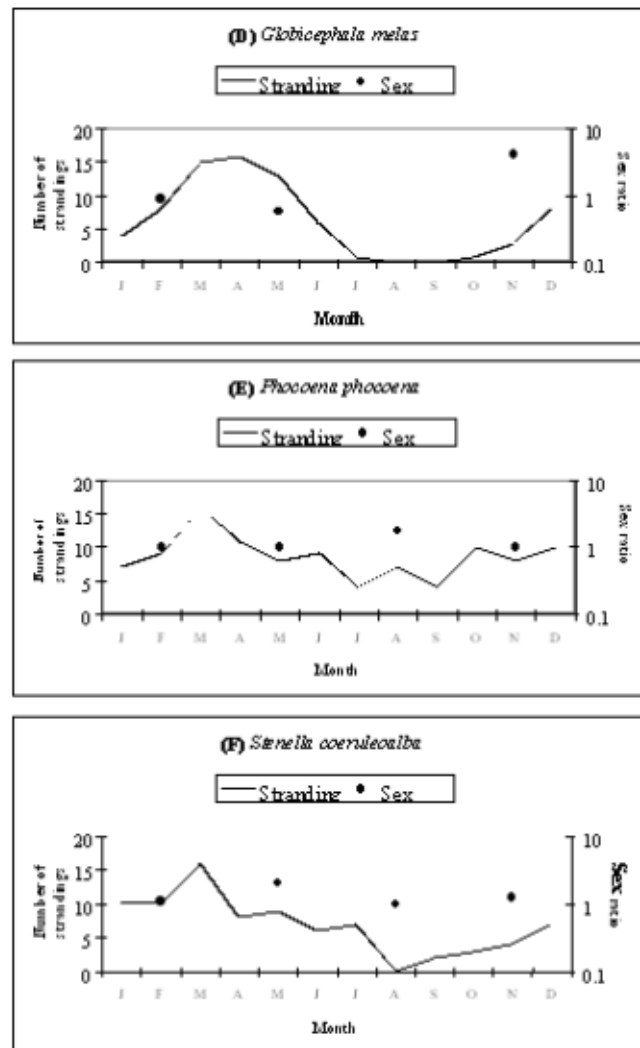 (D) Globicephala melas
Stranding • Sex
20
15
10
5
0
Number of
strandings
10
1
0.1
Sex ratio
J F M A M J J A S O N D
Month
(E) Phocoena phocoena
Stranding • Sex
20
15
10
5
0
Number of
strandings
10
1
0.1
Sex ratio
J F M A M J J A S O N D
Month
(F) Stenella coeruleoalba
Stranding • Sex
20
15
10
5
0
Number of
strandings
10
1
0.1
Sex ratio
J F M A M J J A S O N D
Month